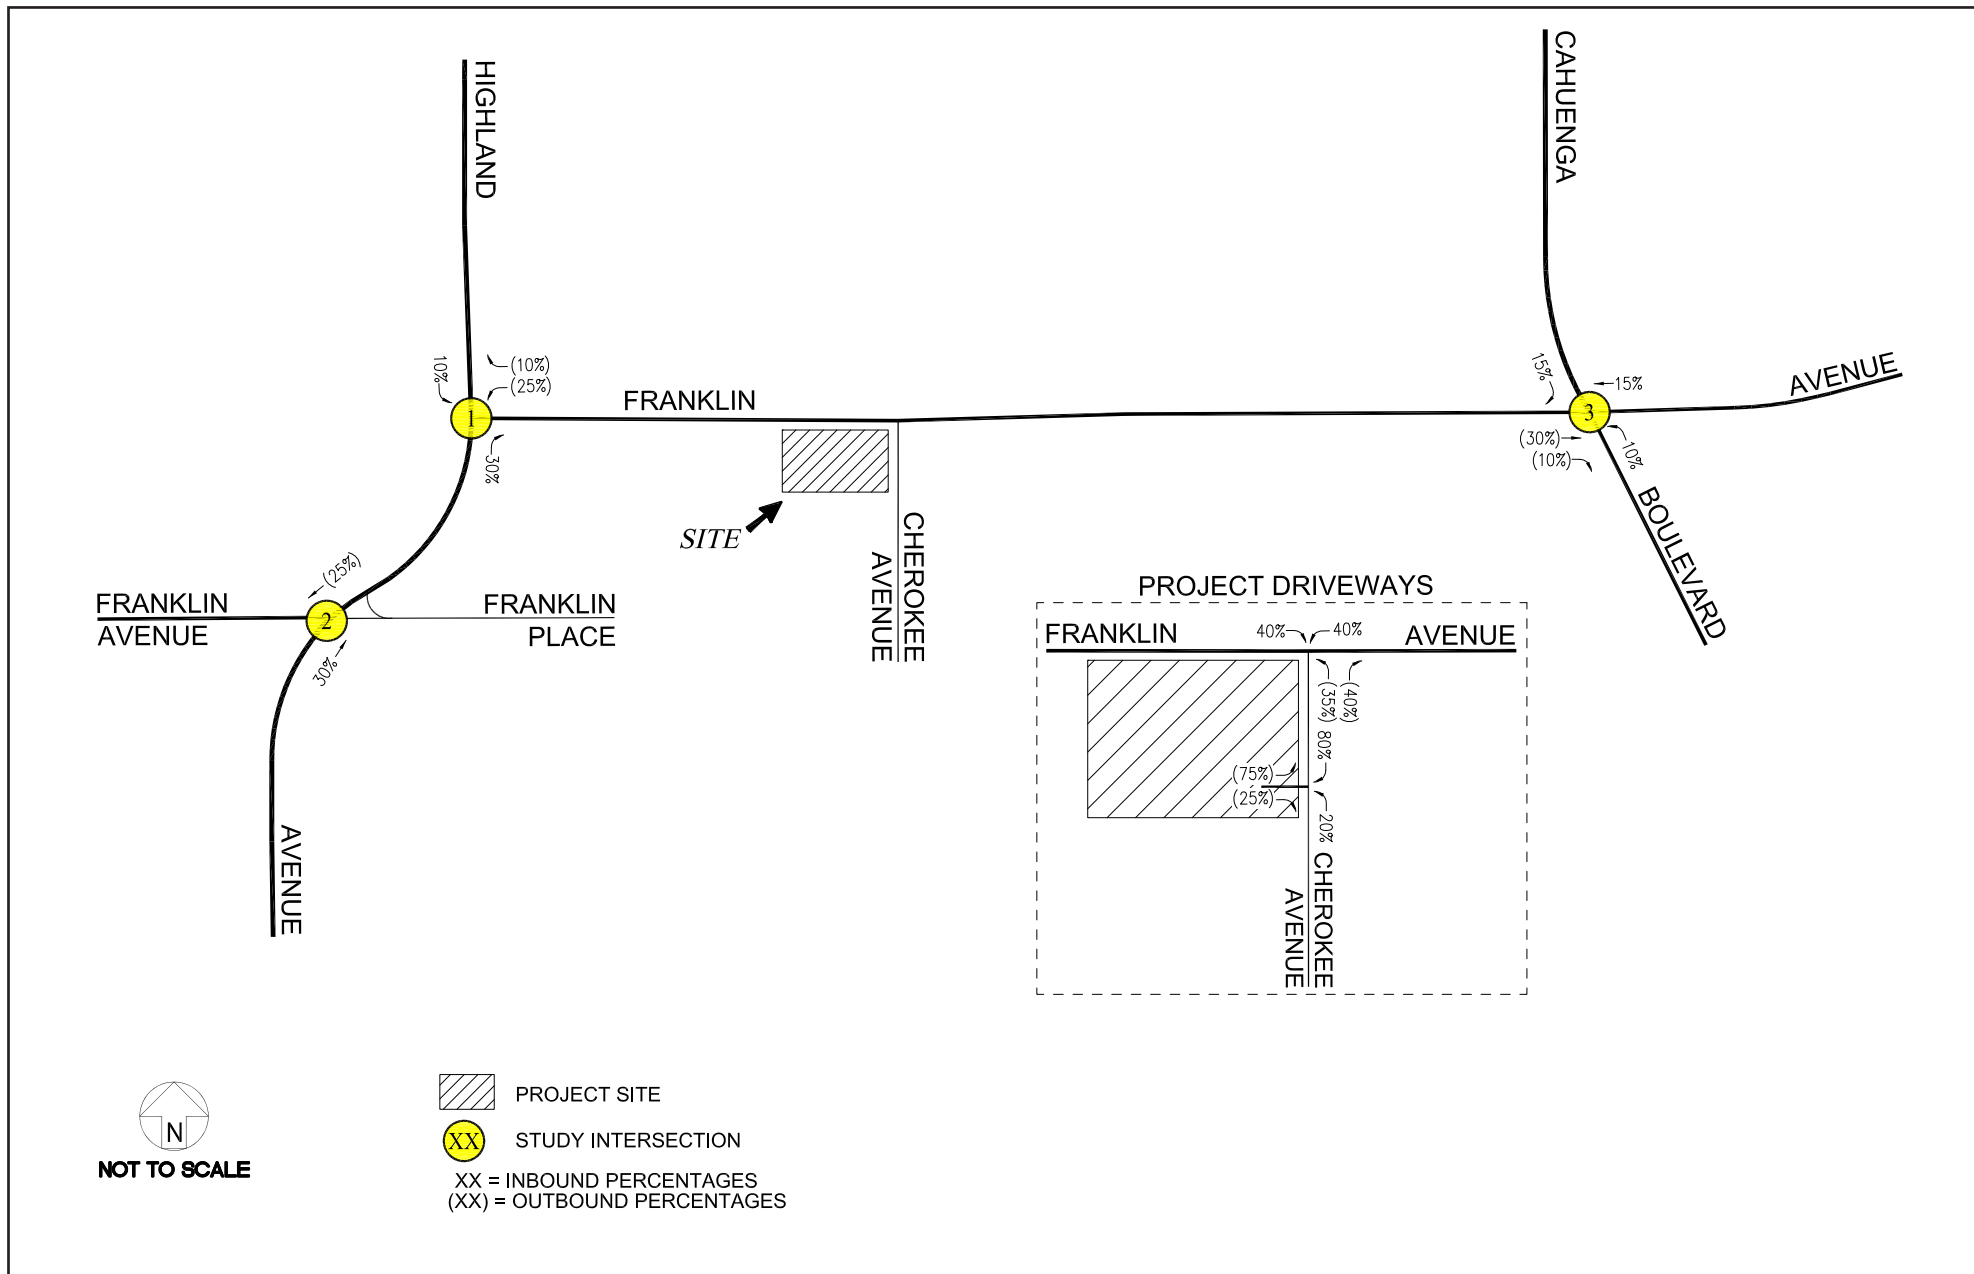 HIGHLAND
CAHUENGA
10%
(10%)
(25%)
1
30%
FRANKLIN
15%
15%
3
AVENUE
(30%)
(10%)
10%
BOULEVARD
SITE
CHEROKEE
AVENUE
(25%)
FRANKLIN
AVENUE
2
FRANKLIN
PLACE
30%
AVENUE
PROJECT DRIVEWAYS
FRANKLIN
40%
40%
AVENUE
(35%)
(40%)
80%
(75%)
(25%)
20%
CHEROKEE
AVENUE
N
NOT TO SCALE
PROJECT SITE
XX
STUDY INTERSECTION
XX = INBOUND PERCENTAGES
(XX) = OUTBOUND PERCENTAGES